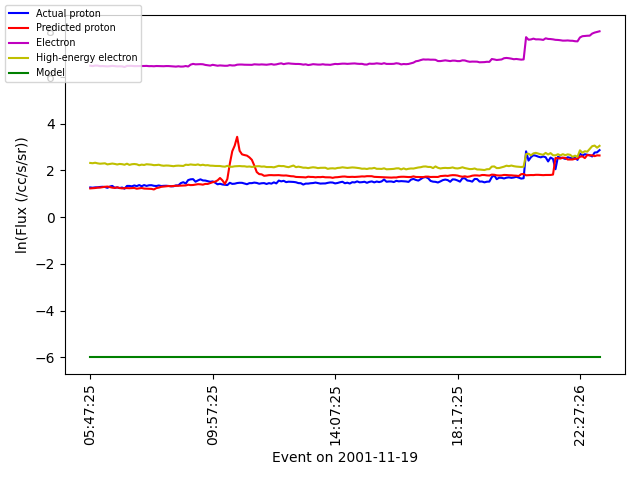 Actual proton
Predicted proton
Electron
High-energy electron
Model
8
6
4
2
0
−2
−4
−6
ln(Flux (/cc/s/sr))
05:47:25
09:57:25
14:07:25
18:17:25
22:27:26
Event on 2001-11-19